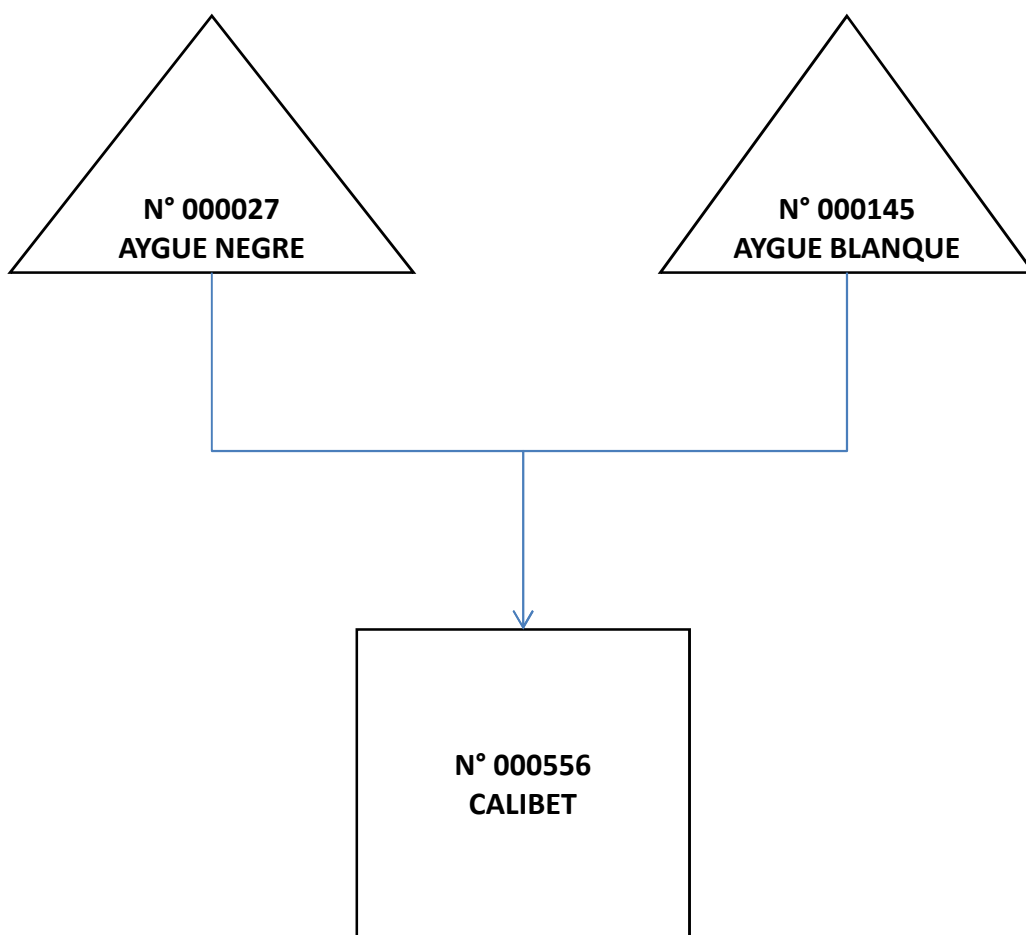 N° 000027
AYGUE NEGRE
N° 000145
AYGUE BLANQUE
N° 000556
CALIBET